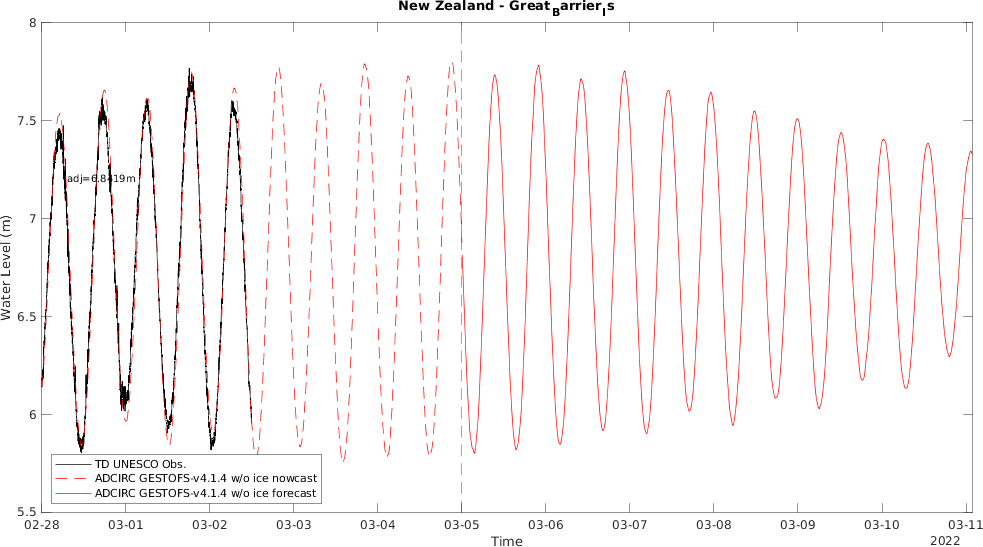 New Zealand - Great_Barrier_Is
8
7.5
7
6.5
6
5.5
Water Level (m)
adj=6.8419m
TD UNESCO Obs.
ADCIRC GESTOFS-v4.1.4 w/o ice nowcast
ADCIRC GESTOFS-v4.1.4 w/o ice forecast
02-28 03-01 03-02 03-03 03-04 03-05 03-06 03-07 03-08 03-09 03-10 03-11
Time
2022